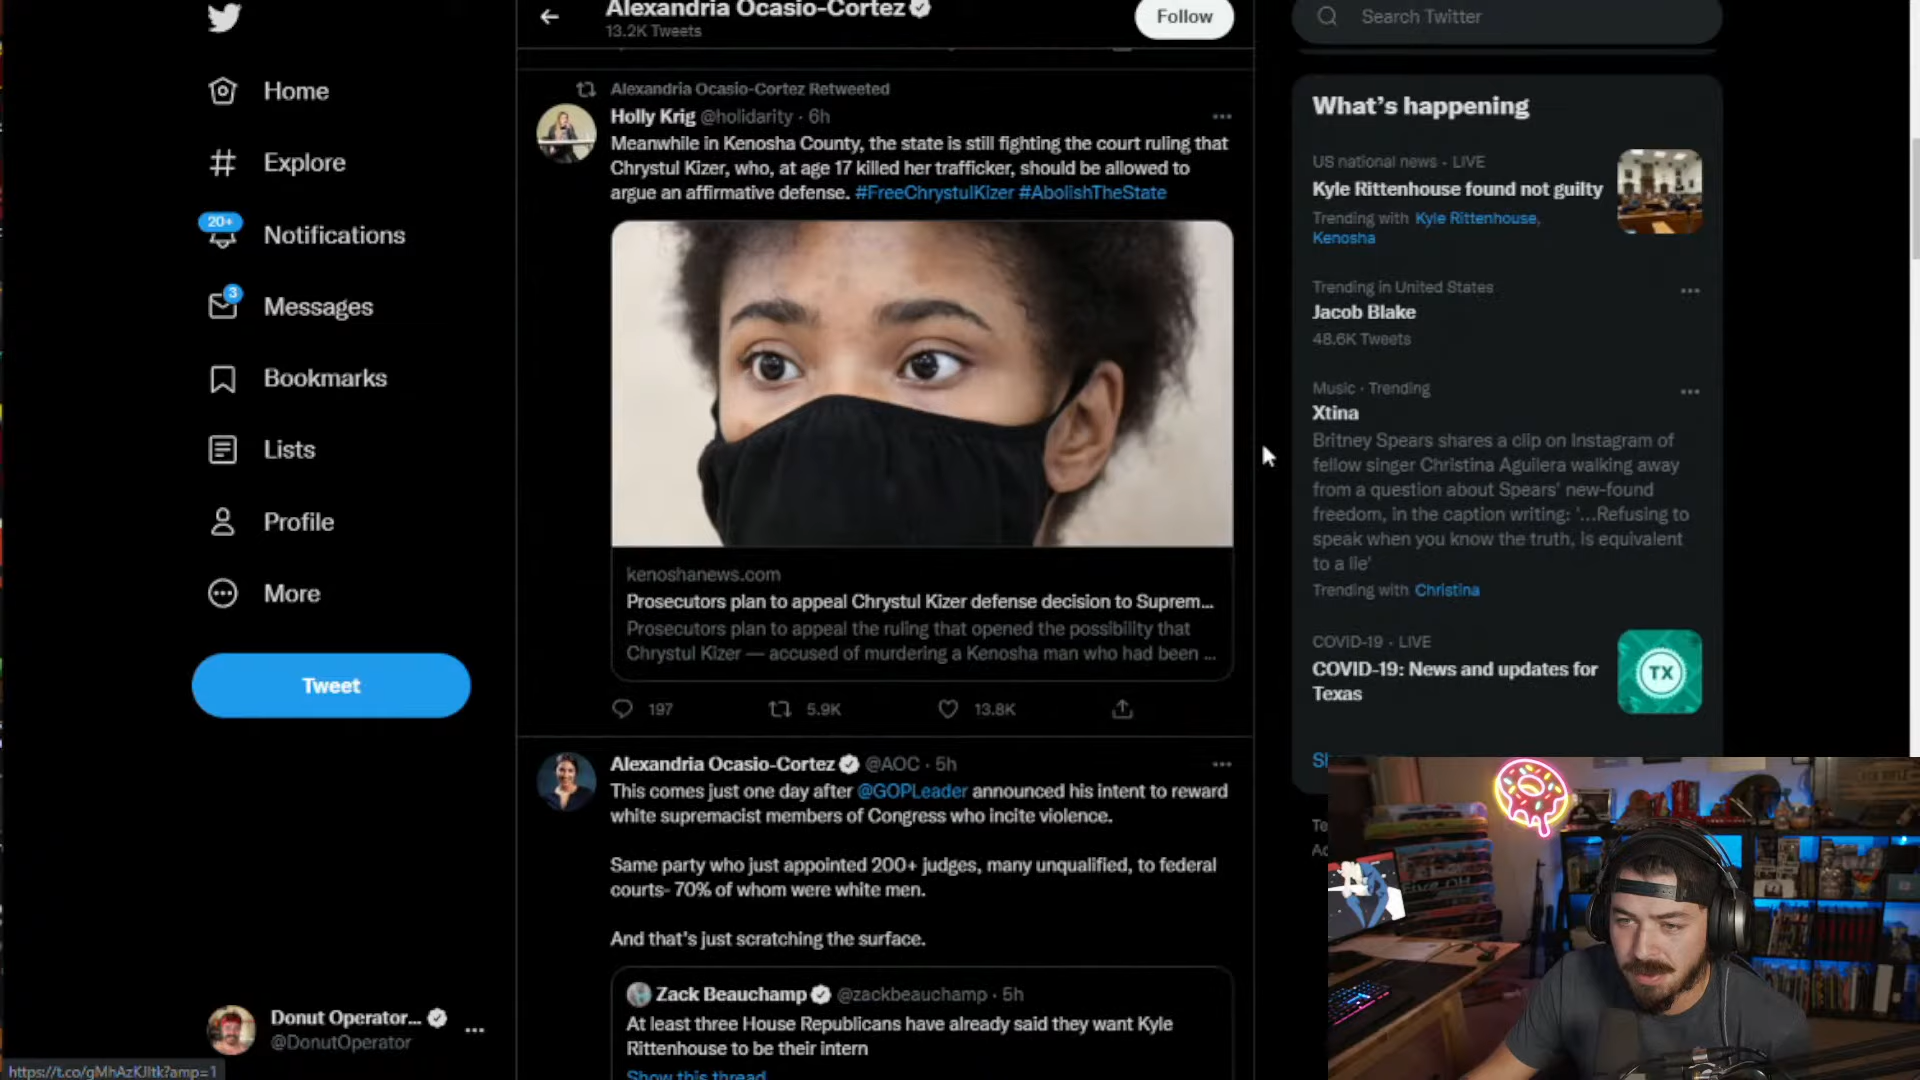 Alexandria Ocasio-Cortez
13.2K Tweets
Follow
Search Twitter
Home
Explore
20+
Notifications
3
Messages
Bookmarks
Lists
Profile
More
Tweet
Donut Operator...
@DonutOperator
...
https://t.co/gMhAzKJltk?amp=1
Alexandria Ocasio-Cortez Retweeted
Holly Krig @holidarity · 6h
Meanwhile in Kenosha County, the state is still fighting the court ruling that
Chrystul Kizer, who, at age 17 killed her trafficker, should be allowed to
argue an affirmative defense. #FreeChrystulKizer #AbolishTheState
kenoshanews.com
Prosecutors plan to appeal Chrystul Kizer defense decision to Suprem...
Prosecutors plan to appeal the ruling that opened the possibility that
Chrystul Kizer — accused of murdering a Kenosha man who had been ...
197
5.9K
13.8K
Alexandria Ocasio-Cortez @AOC · 5h
This comes just one day after @GOPLeader announced his intent to reward
white supremacist members of Congress who incite violence.
Same party who just appointed 200+ judges, many unqualified, to federal
courts- 70% of whom were white men.
And that's just scratching the surface.
Zack Beauchamp @zackbeauchamp · 5h
At least three House Republicans have already said they want Kyle
Rittenhouse to be their intern
Show this thread
What's happening
US national news · LIVE
Kyle Rittenhouse found not guilty
Trending with Kyle Rittenhouse,
Kenosha
Trending in United States
Jacob Blake
48.6K Tweets
Music · Trending
Xtina
Britney Spears shares a clip on Instagram of
fellow singer Christina Aguilera walking away
from a question about Spears' new-found
freedom, in the caption writing: '...Refusing to
speak when you know the truth, is equivalent
to a lie'
Trending with Christina
COVID-19 · LIVE
COVID-19: News and updates for
Texas
TX